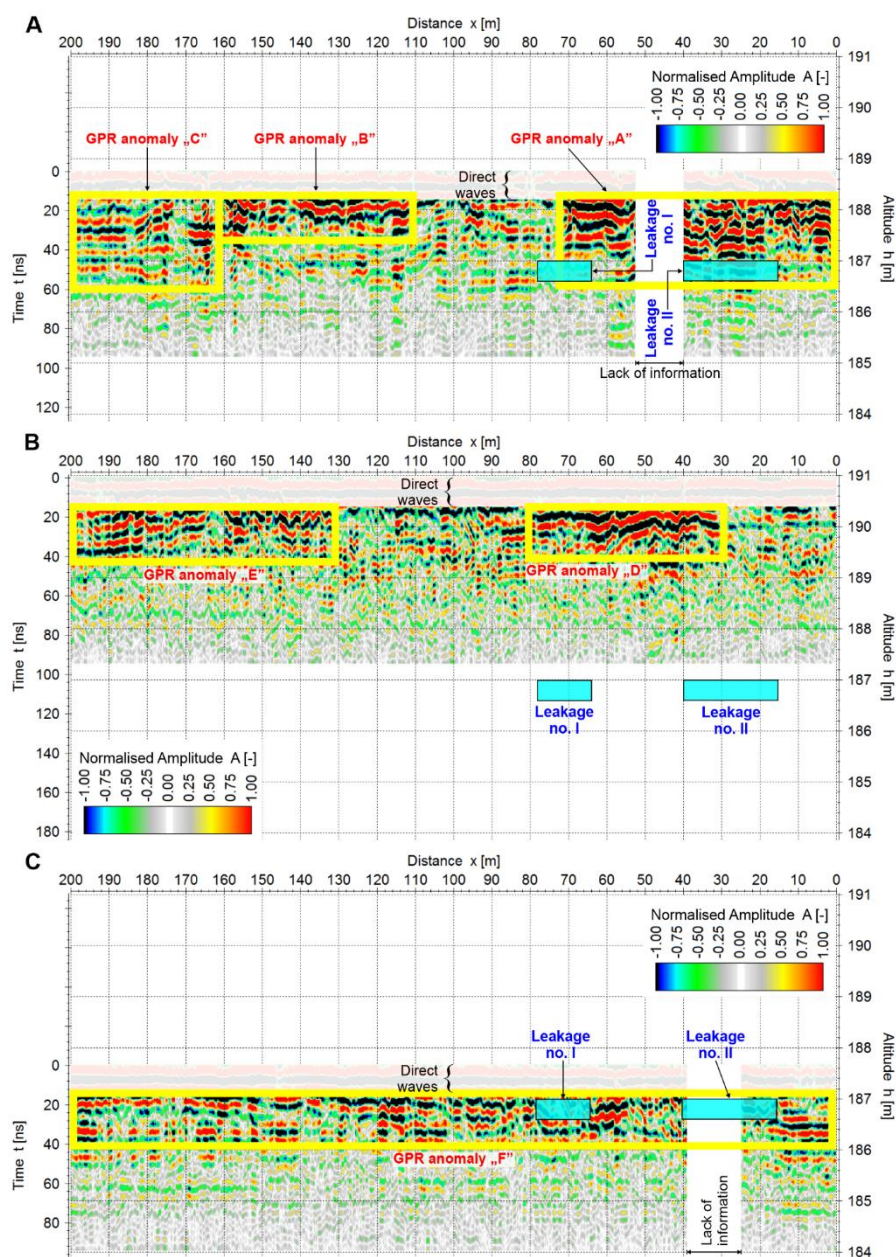 A
Distance x [m]
200 190 180 170 160 150 140 130 120 110 100 90 80 70 60 50 40 30 20 10 0
191
Normalised Amplitude A [-]
-1.00 -0.75 -0.50 -0.25 0.00 0.25 0.50 0.75 1.00
190
GPR anomaly „C” GPR anomaly „B” GPR anomaly „A”
189
0
Direct
waves
{
20
188
Leakage
no. I
40
187
Time t [ns]
Altitude h [m]
60
Leakage
no. II
186
80
100
185
Lack of information
120
184
B
Distance x [m]
200 190 180 170 160 150 140 130 120 110 100 90 80 70 60 50 40 30 20 10 0
0
191
Direct
waves
{
20
190
40
GPR anomaly „E” GPR anomaly „D”
189
60
Time t [ns]
Altitude h [m]
80
188
100
187
120
Leakage
no. I
Leakage
no. II
186
140
Normalised Amplitude A [-]
-1.00 -0.75 -0.50 -0.25 0.00 0.25 0.50 0.75 1.00
160
185
180
184
C
Distance x [m]
200 190 180 170 160 150 140 130 120 110 100 90 80 70 60 50 40 30 20 10 0
191
Normalised Amplitude A [-]
-1.00 -0.75 -0.50 -0.25 0.00 0.25 0.50 0.75 1.00
190
189
Leakage
no. I
Leakage
no. II
188
0
Direct
waves
{
20
187
Time t [ns]
Altitude h [m]
40
186
GPR anomaly „F”
60
185
Lack of
information
80
184